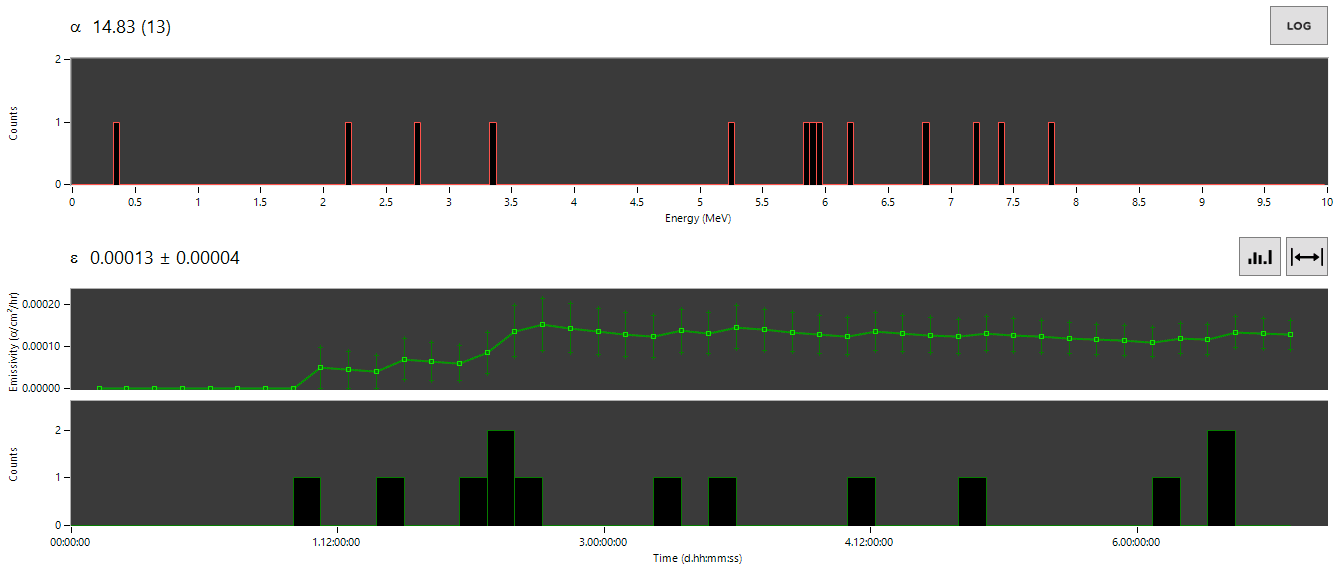 α 14.83 (13)
LOG
2
1
0
Counts
0 0.5 1 1.5 2 2.5 3 3.5 4 4.5 5 5.5 6 6.5 7 7.5 8 8.5 9 9.5 10
Energy (MeV)
ε 0.00013 ± 0.00004
0.00020
0.00010
0.00000
Emissivity (α/cm²/hr)
2
1
0
Counts
00:00:00 1.12:00:00 3.00:00:00 4.12:00:00 6.00:00:00
Time (d.hh:mm:ss)